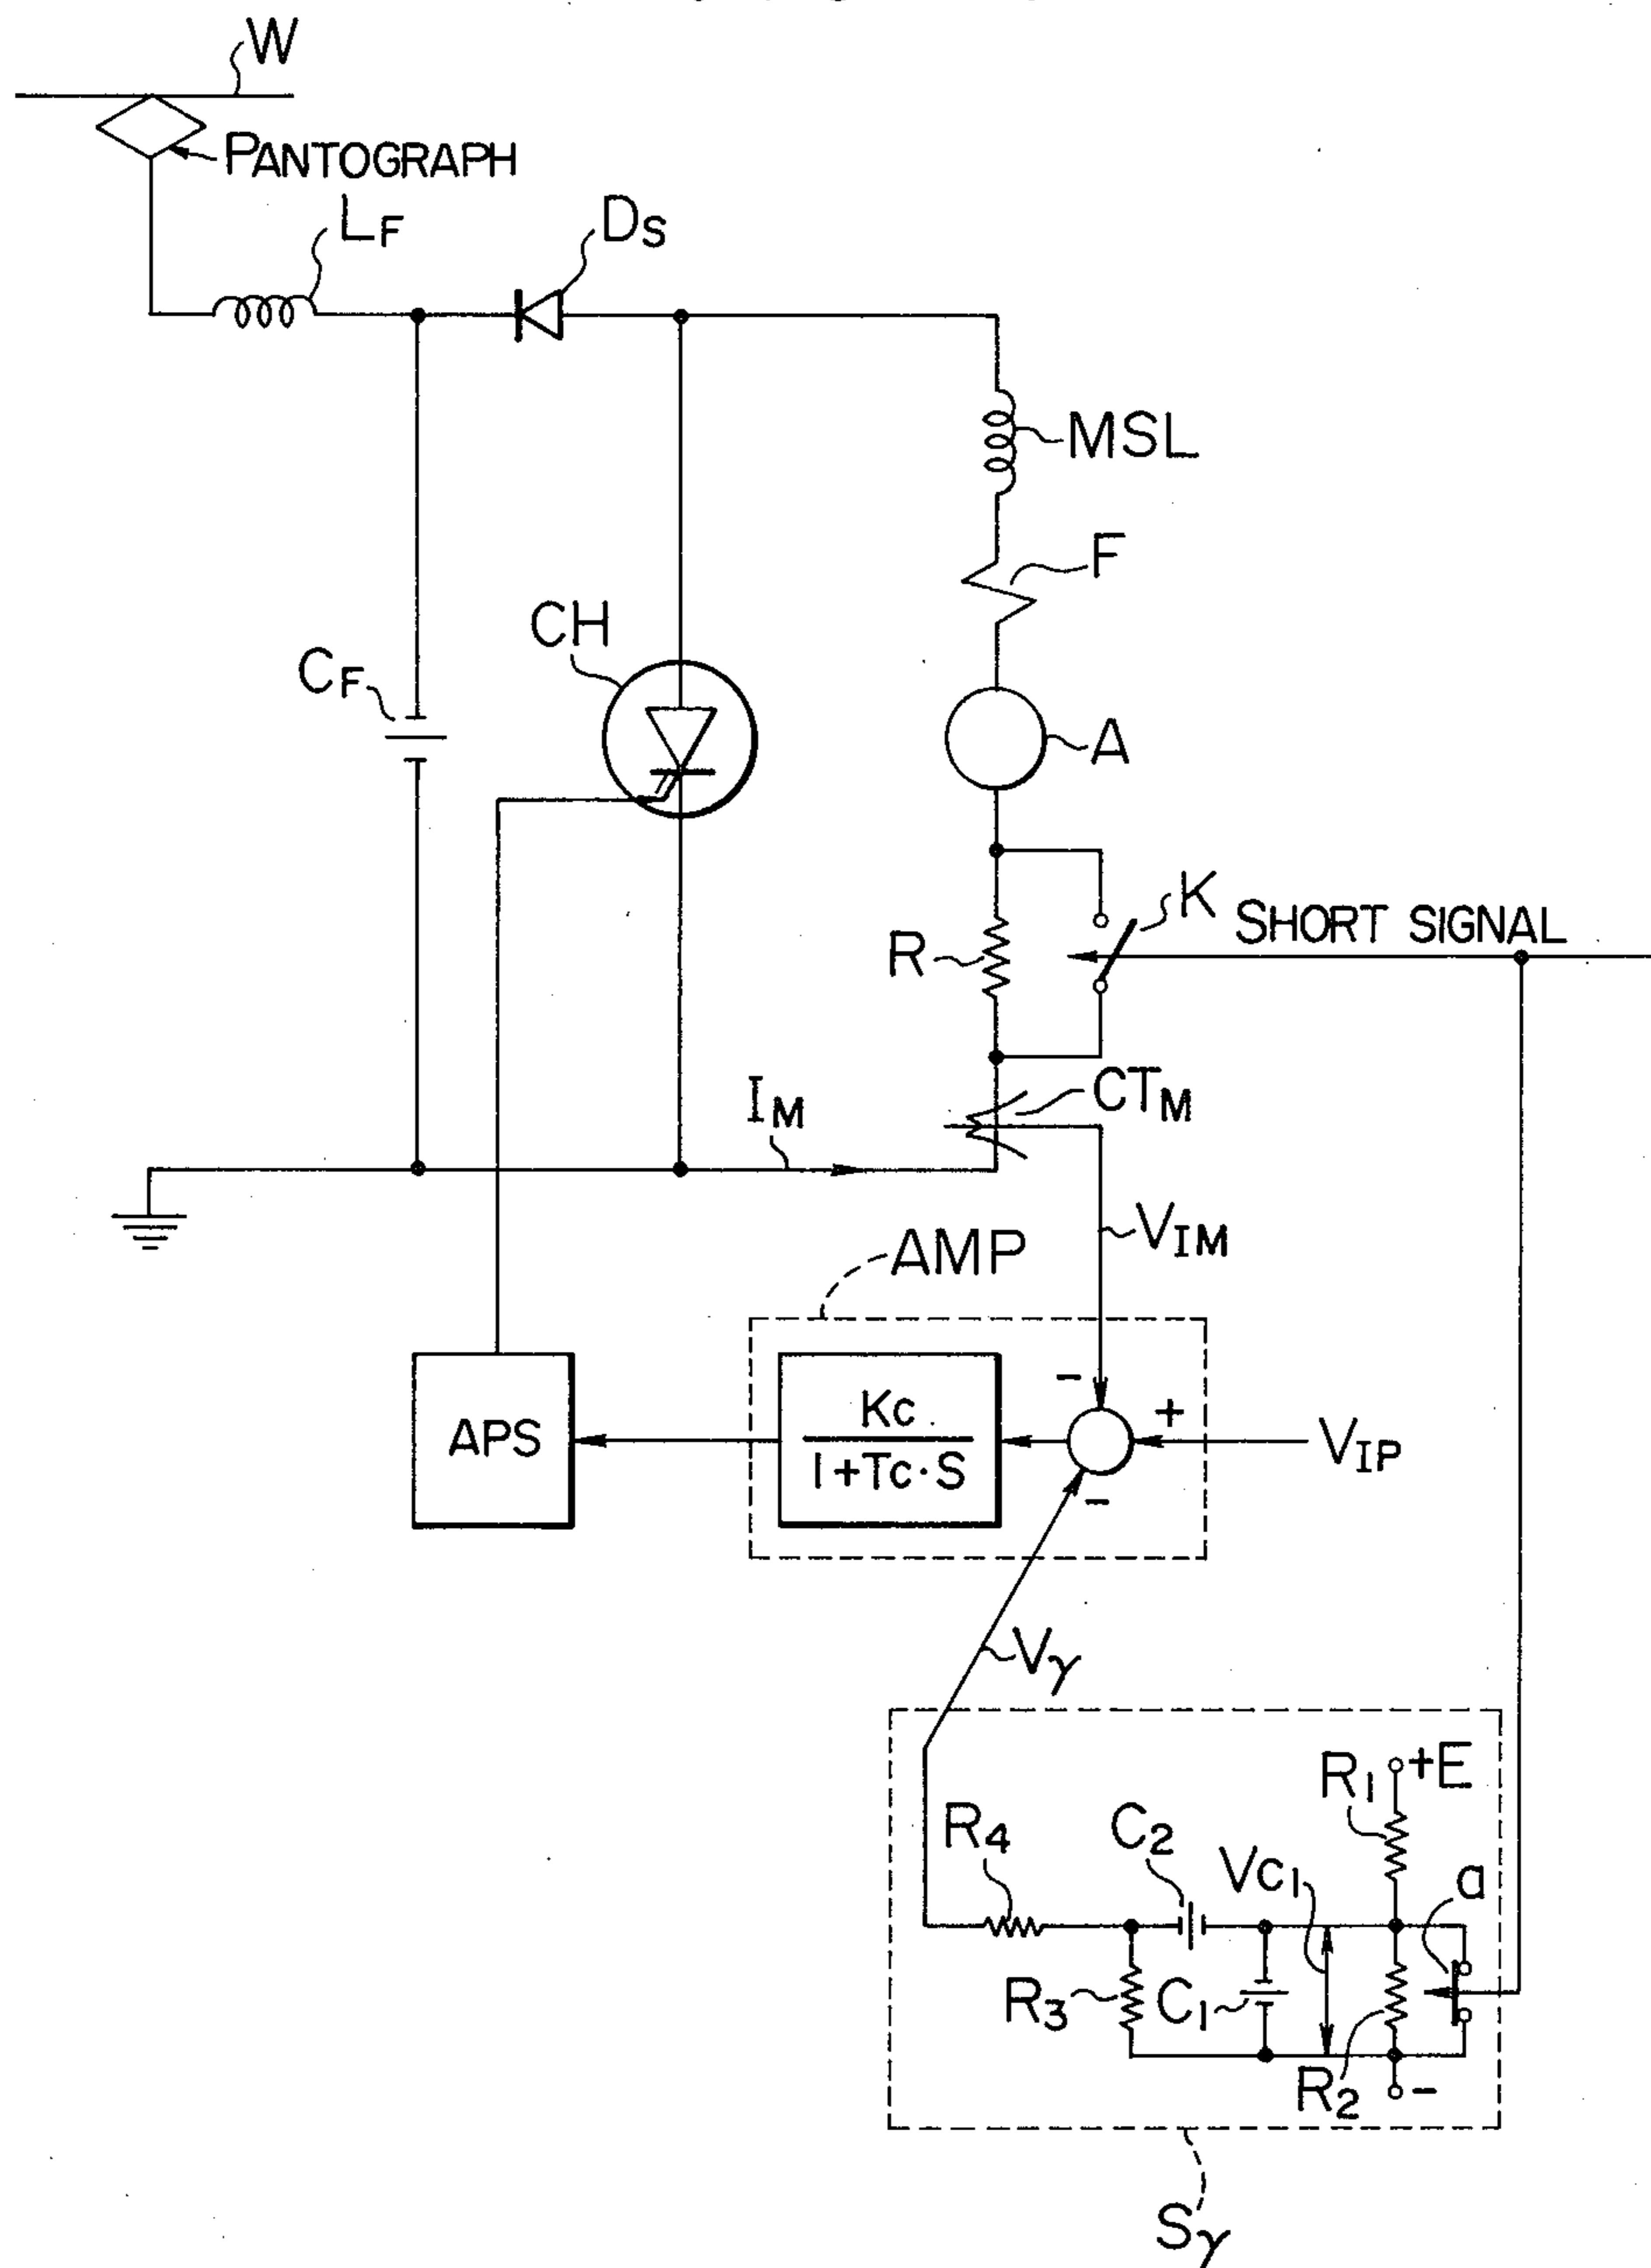 W
PANTOGRAPH
LF
DS
MSL
F
CH
CF
A
K
SHORT SIGNAL
R
CTM
IM
VIM
AMP
- +
Kc
APS
1+Tc·S
VIP
-
Vγ
+E
R1
R4
C2
Vc1
a
R3
C1
R2
-
Sγ